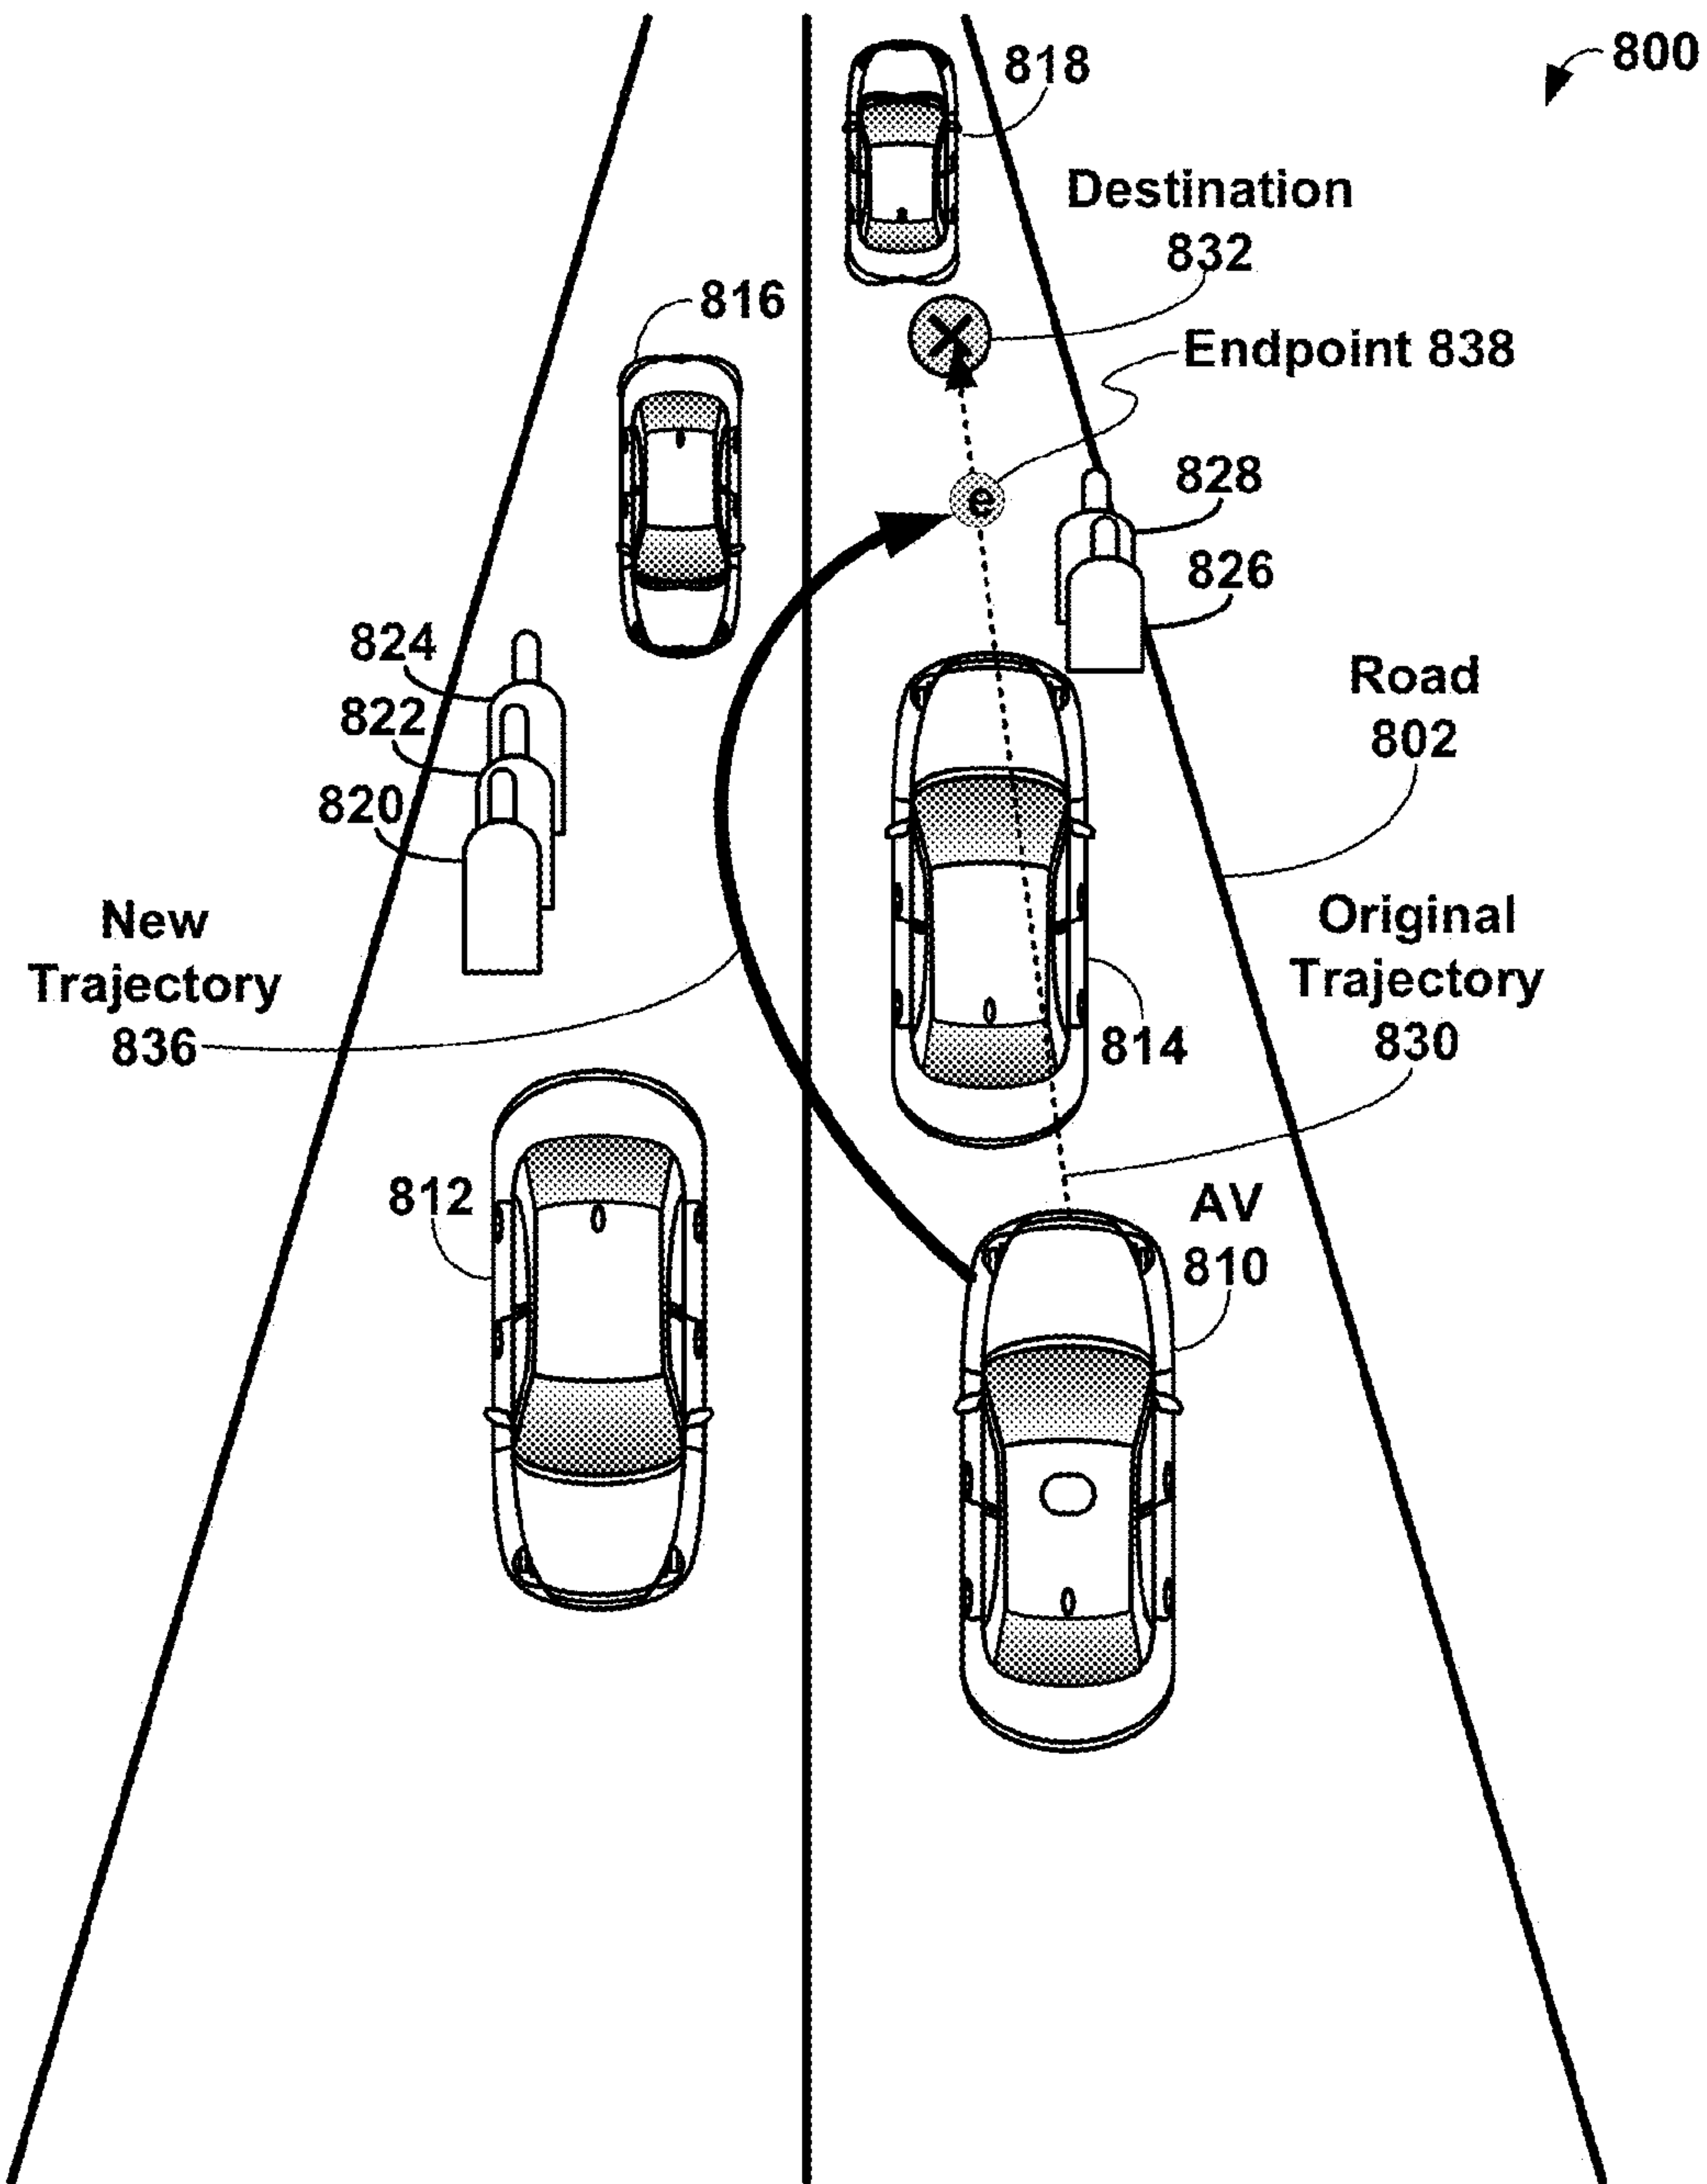 800
818
Destination
832
816
Endpoint 838
e
828
826
824
822
820
Road
802
New
Trajectory
836
Original
Trajectory
830
814
812
AV
810